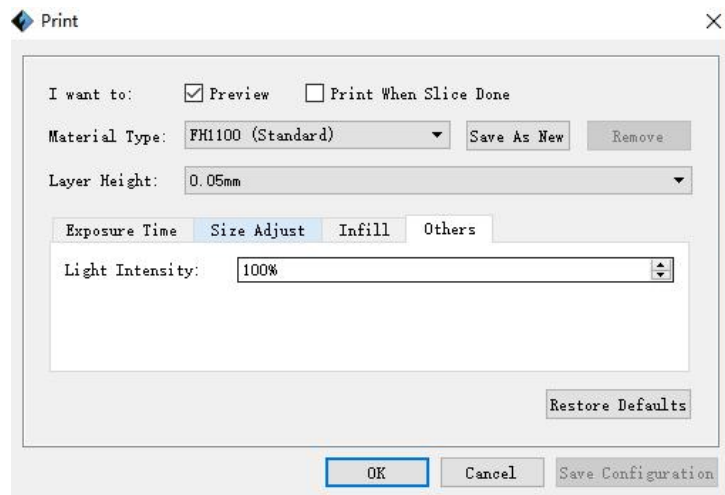 Print
I want to: Preview Print When Slice Done
Material Type: FH1100 (Standard) Save As New Remove
Layer Height: 0.05mm
Exposure Time Size Adjust Infill Others
Light Intensity: 100%
Restore Defaults
OK Cancel Save Configuration